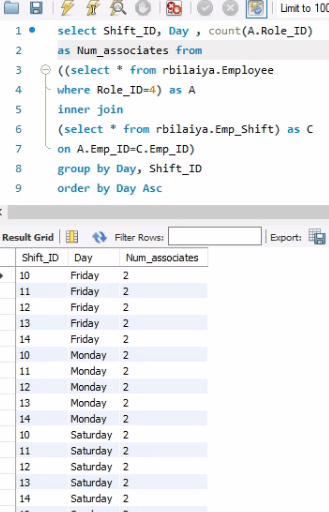 Limit to 100
1 select Shift_ID, Day , count(A.Role_ID)
2 as Num_associates from
3 ((select * from rbilaiya.Employee
4 where Role_ID=4) as A
5 inner join
6 (select * from rbilaiya.Emp_Shift) as C
7 on A.Emp_ID=C.Emp_ID)
8 group by Day, Shift_ID
9 order by Day Asc
Result Grid Filter Rows: Export:
Shift_ID Day Num_associates
10 Friday 2
11 Friday 2
12 Friday 2
13 Friday 2
14 Friday 2
10 Monday 2
11 Monday 2
12 Monday 2
13 Monday 2
14 Monday 2
10 Saturday 2
11 Saturday 2
12 Saturday 2
13 Saturday 2
14 Saturday 2